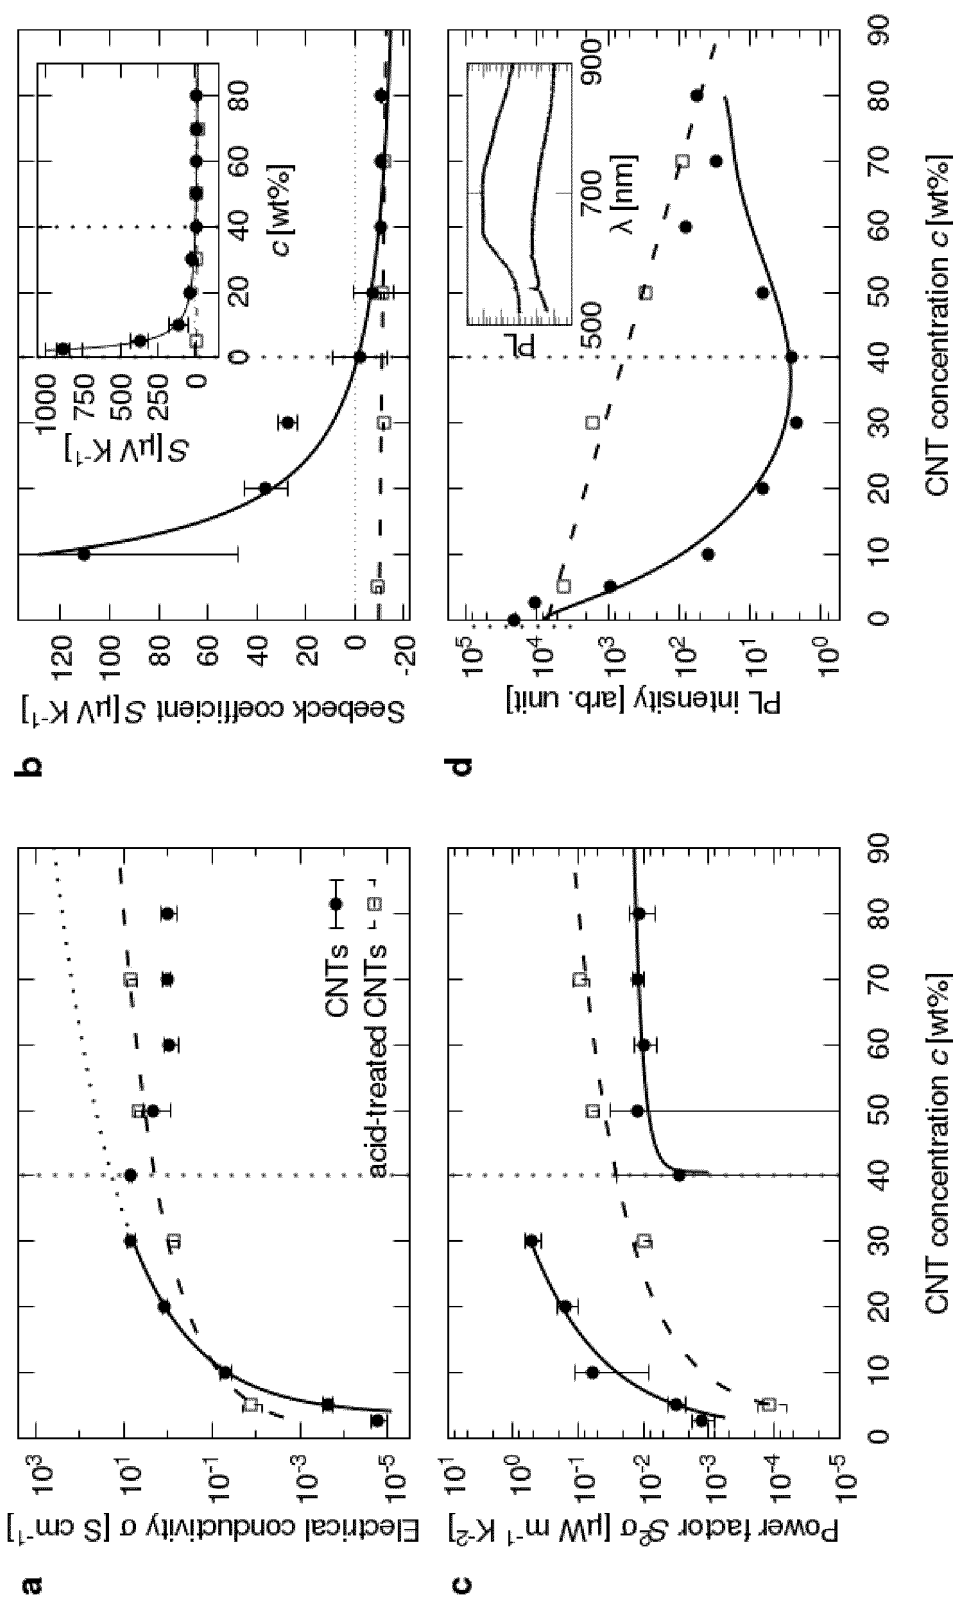 a
Electrical conductivity σ [S cm⁻¹]
10³
10¹
10⁻¹
10⁻³
10⁻⁵
CNTs
acid-treated CNTs
b
Seebeck coefficient S[µV K⁻¹]
120
100
80
60
40
20
0
-20
S[µV K⁻¹]
1000
750
500
250
0
0 20 40 60 80
c [wt%]
c
Power factor S²σ [µW m⁻¹ K⁻²]
10¹
10⁰
10⁻¹
10⁻²
10⁻³
10⁻⁴
10⁻⁵
0 10 20 30 40 50 60 70 80 90
CNT concentration c [wt%]
d
PL intensity [arb. unit]
10⁵
10⁴
10³
10²
10¹
10⁰
PL
500 700 900
λ [nm]
0 10 20 30 40 50 60 70 80 90
CNT concentration c [wt%]